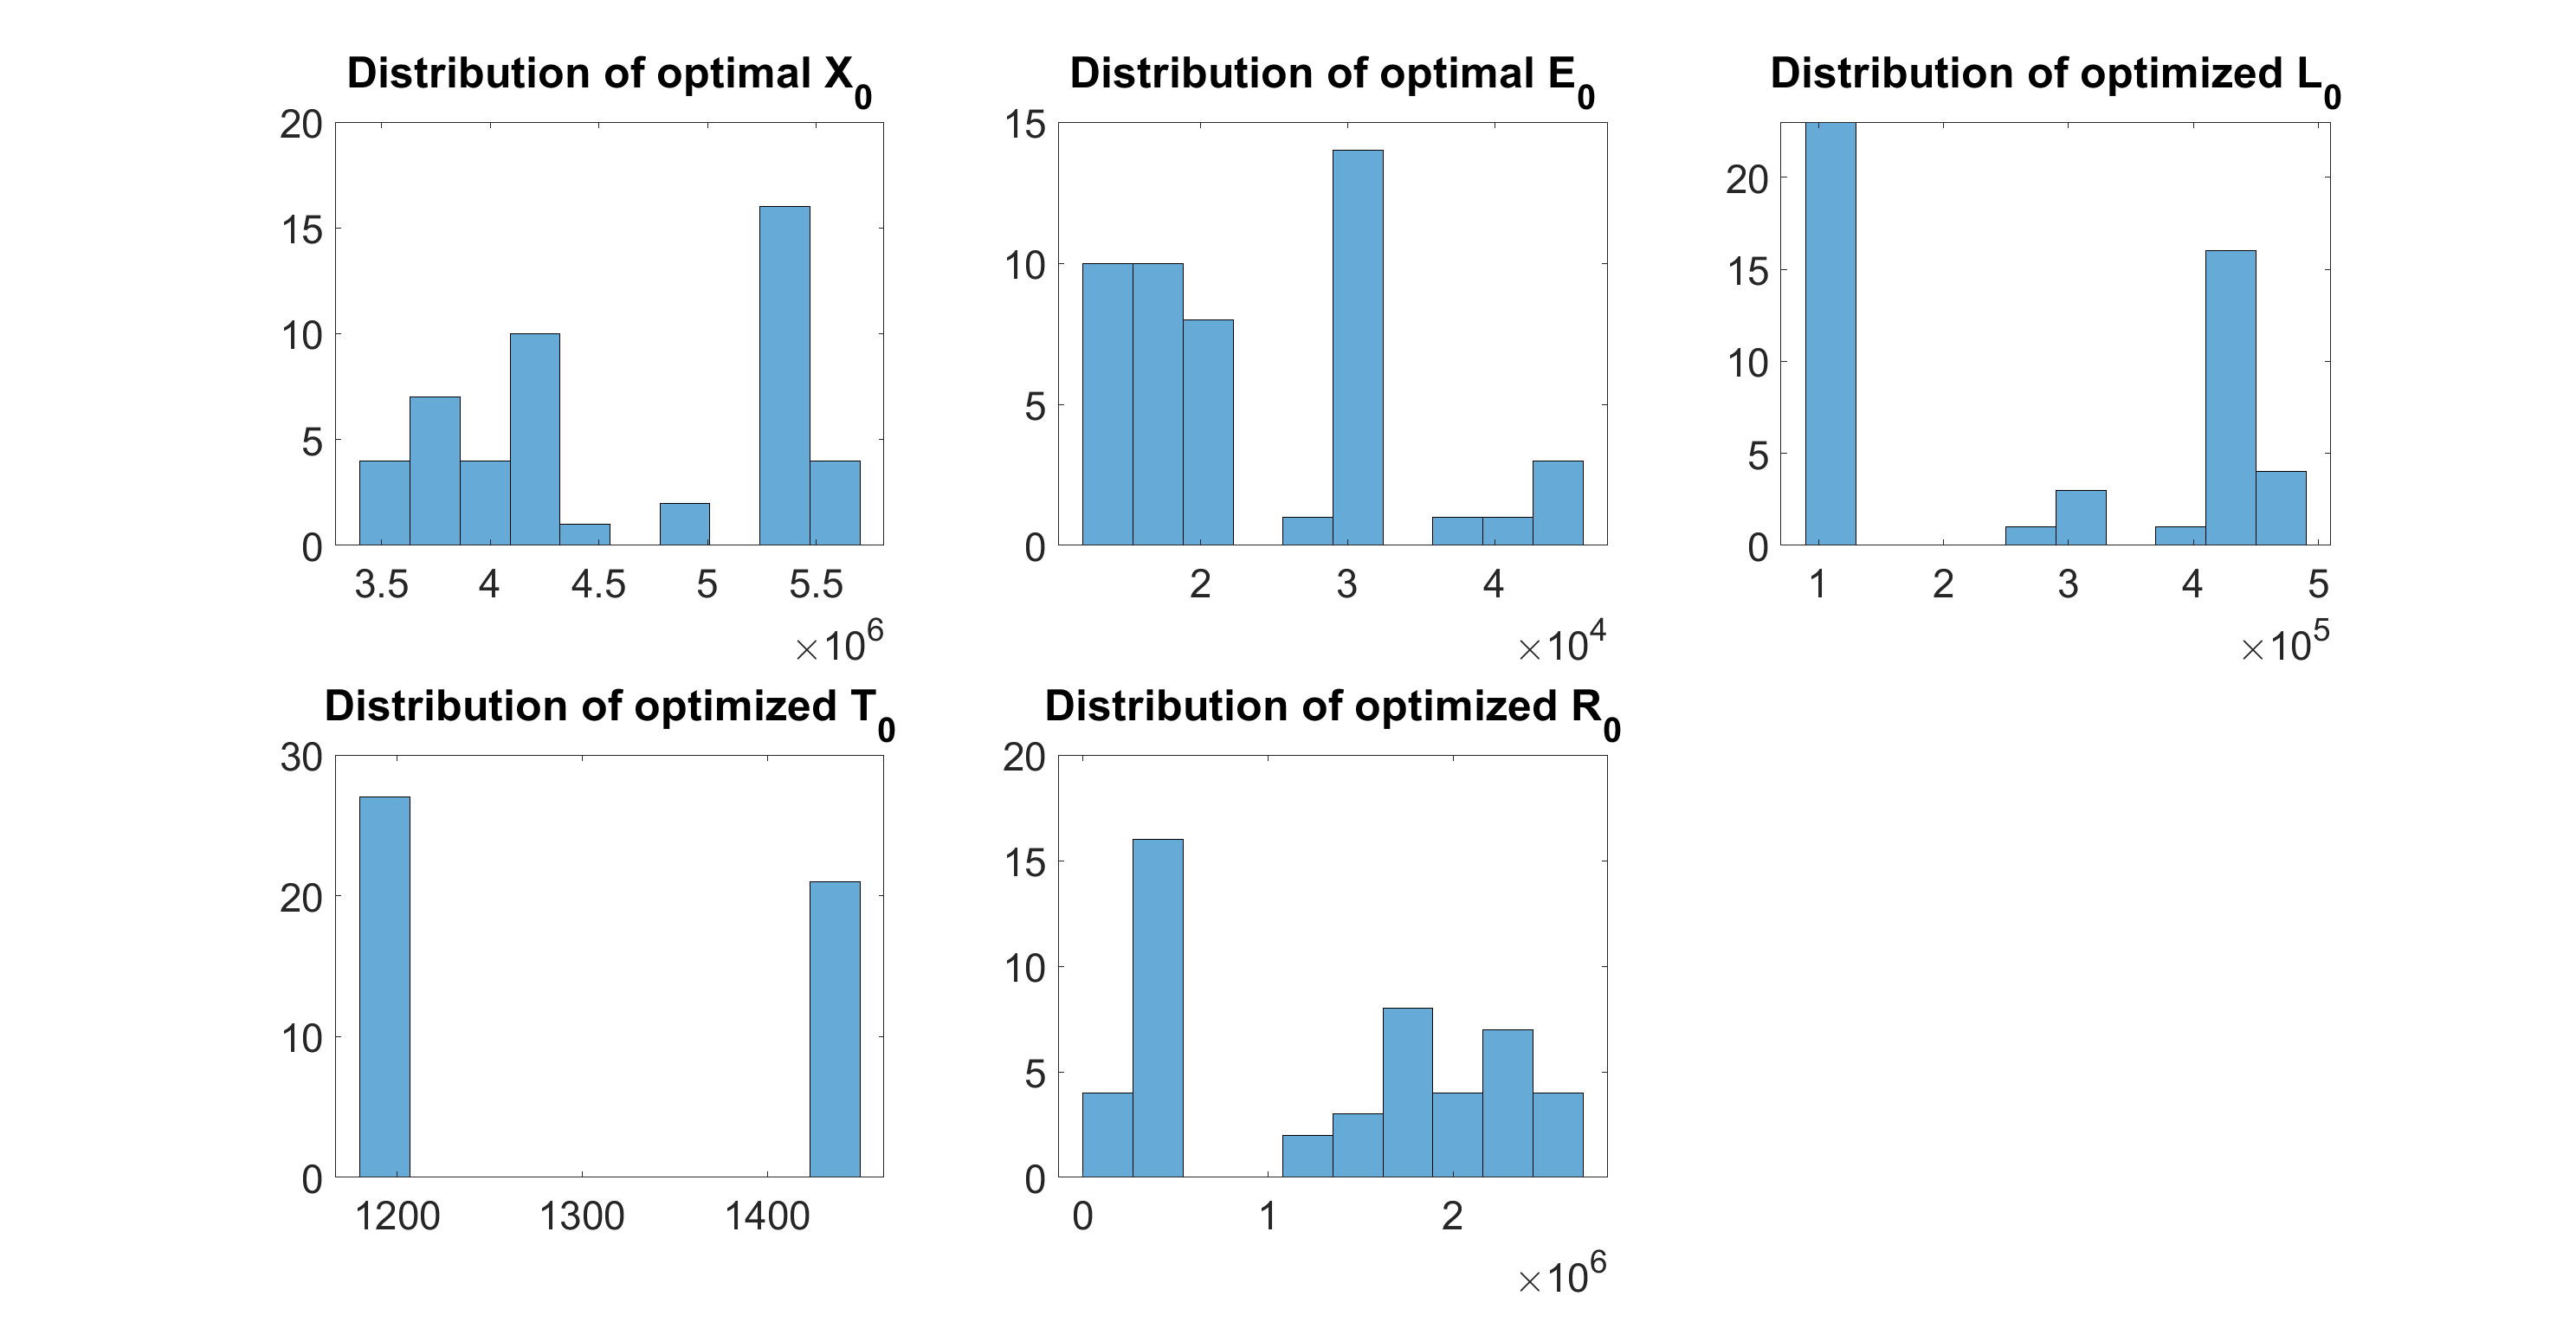 Distribution of optimal X0
20
15
10
5
0
3.5 4 4.5 5 5.5
×10^6
Distribution of optimal E0
15
10
5
0
2 3 4
×10^4
Distribution of optimized L0
20
15
10
5
0
1 2 3 4 5
×10^5
Distribution of optimized T0
30
20
10
0
1200 1300 1400
Distribution of optimized R0
20
15
10
5
0
0 1 2
×10^6